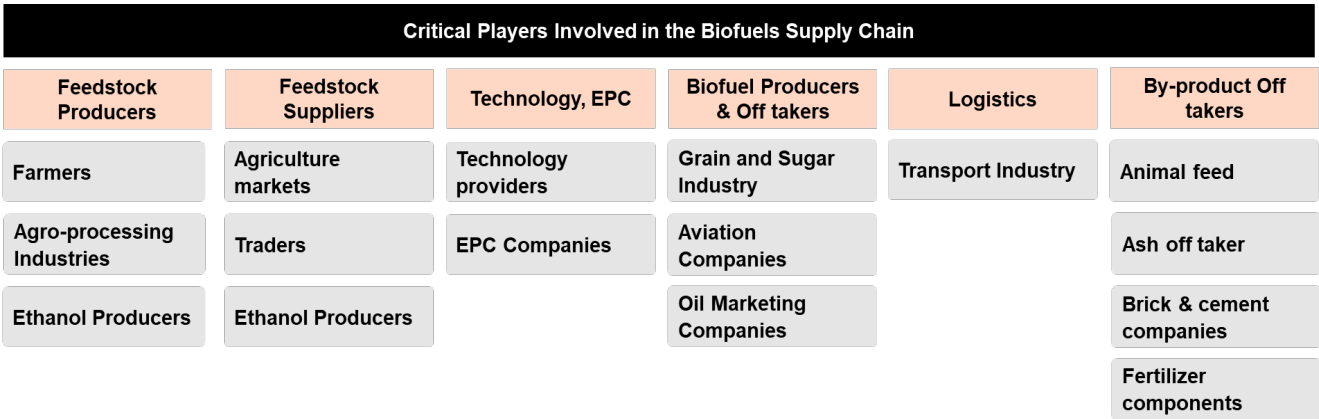 Critical Players Involved in the Biofuels Supply Chain
Feedstock
Producers
Farmers
Agro-processing
Industries
Ethanol Producers
Feedstock
Suppliers
Agriculture
markets
Traders
Ethanol Producers
Technology, EPC
Technology
providers
EPC Companies
Biofuel Producers
& Off takers
Grain and Sugar
Industry
Aviation
Companies
Oil Marketing
Companies
Logistics
Transport Industry
By-product Off
takers
Animal feed
Ash off taker
Brick & cement
companies
Fertilizer
components